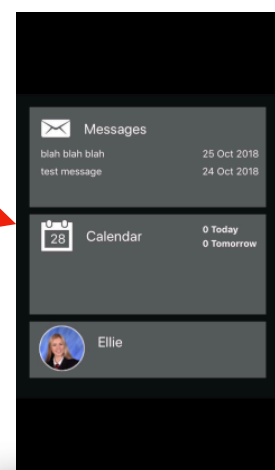 Messages
blah blah blah 25 Oct 2018
test message 24 Oct 2018
28 Calendar 0 Today
0 Tomorrow
Ellie